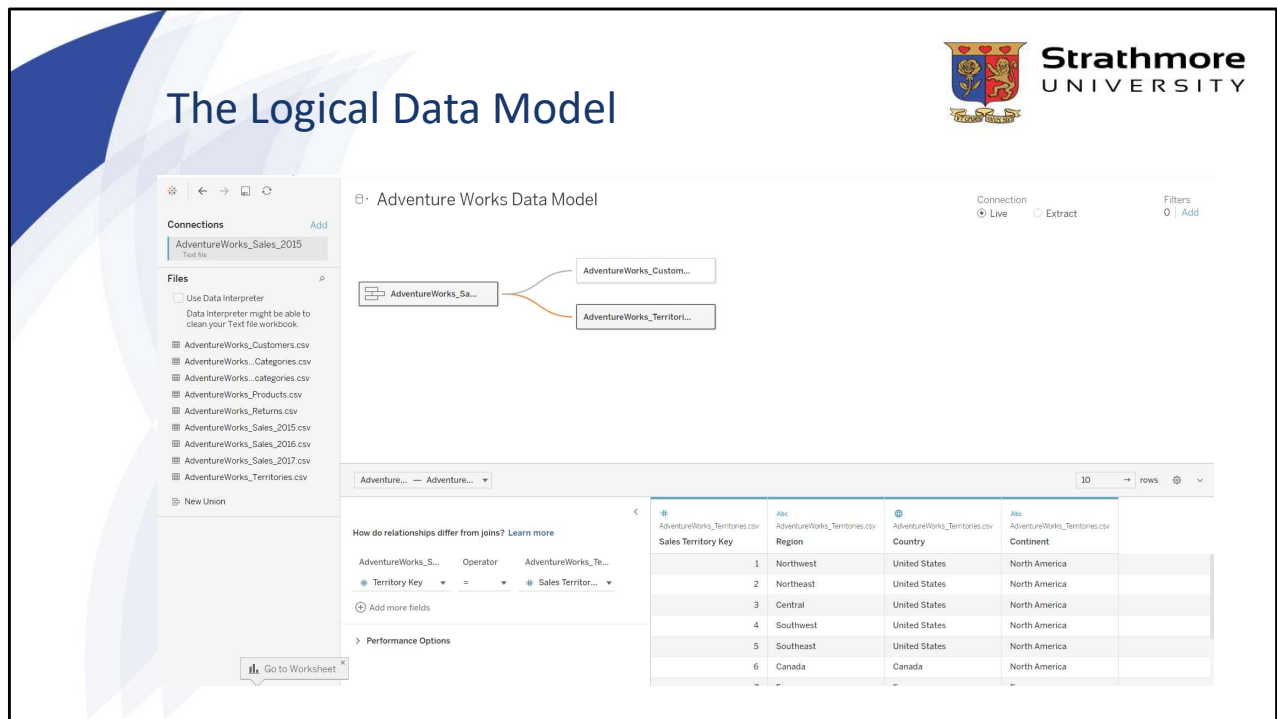 The Logical Data Model
Strathmore
UNIVERSITY
Connections Add
AdventureWorks_Sales_2015
Text file
Files
Use Data Interpreter
Data Interpreter might be able to
clean your Text file workbook.
AdventureWorks_Customers.csv
AdventureWorks...Categories.csv
AdventureWorks...categories.csv
AdventureWorks_Products.csv
AdventureWorks_Returns.csv
AdventureWorks_Sales_2015.csv
AdventureWorks_Sales_2016.csv
AdventureWorks_Sales_2017.csv
AdventureWorks_Territories.csv
New Union
Go to Worksheet
Adventure Works Data Model
Connection
Live Extract
Filters
0 | Add
AdventureWorks_Sa...
AdventureWorks_Custom...
AdventureWorks_Territori...
Adventure... — Adventure...
10 → rows
How do relationships differ from joins? Learn more
AdventureWorks_S... Operator AdventureWorks_Te...
# Territory Key = # Sales Territor...
Add more fields
> Performance Options
# Abc Abc
AdventureWorks_Territories.csv AdventureWorks_Territories.csv AdventureWorks_Territories.csv AdventureWorks_Territories.csv
Sales Territory Key Region Country Continent
1 Northwest United States North America
2 Northeast United States North America
3 Central United States North America
4 Southwest United States North America
5 Southeast United States North America
6 Canada Canada North America